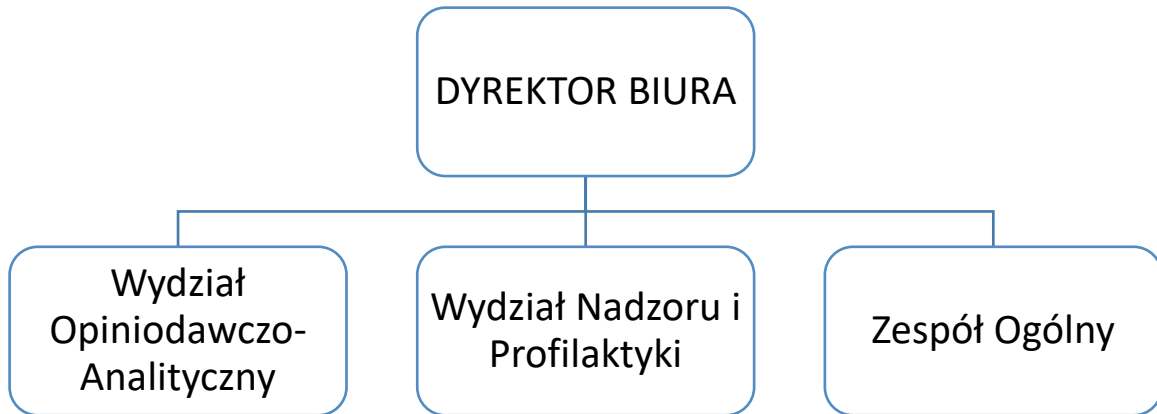 DYREKTOR BIURA
Wydział
Opiniodawczo-
Analityczny
Wydział Nadzoru i
Profilaktyki
Zespół Ogólny